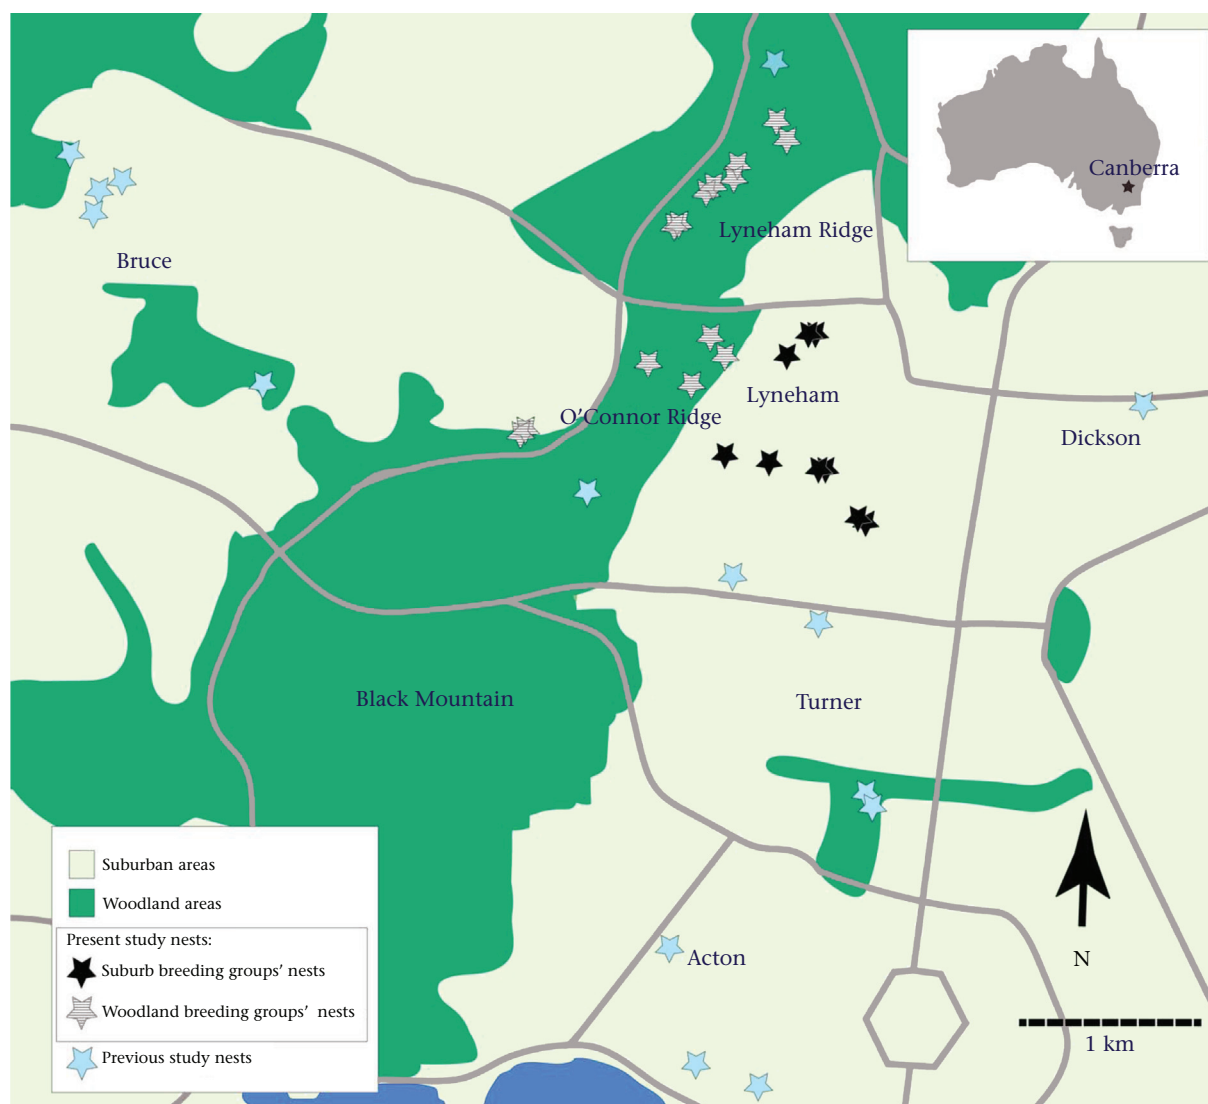 Canberra
Lyneham Ridge
Bruce
Lyneham
O'Connor Ridge
Dickson
Black Mountain
Turner
Suburban areas
Woodland areas
Present study nests:
Suburb breeding groups' nests
Woodland breeding groups' nests
Previous study nests
Acton
N
1 km